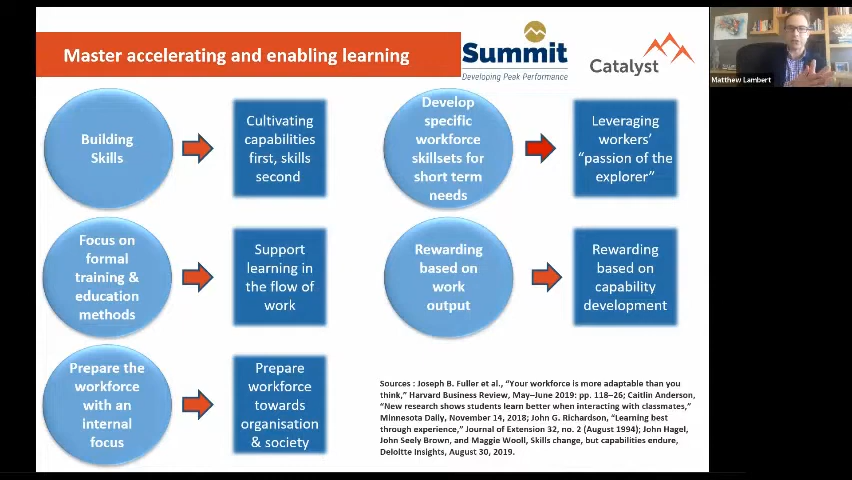 Master accelerating and enabling learning
Summit
Developing Peak Performance
Catalyst
Matthew Lambert
Building
Skills
Cultivating
capabilities
first, skills
second
Develop
specific
workforce
skillsets for
short term
needs
Leveraging
workers'
"passion of the
explorer"
Focus on
formal
training &
education
methods
Support
learning in
the flow of
work
Rewarding
based on
work
output
Rewarding
based on
capability
development
Prepare the
workforce
with an
internal
focus
Prepare
workforce
towards
organisation
& society
Sources : Joseph B. Fuller et al., "Your workforce is more adaptable than you
think," Harvard Business Review, May–June 2019: pp. 118–26; Caitlin Anderson,
"New research shows students learn better when interacting with classmates,"
Minnesota Daily, November 14, 2018; John G. Richardson, "Learning best
through experience," Journal of Extension 32, no. 2 (August 1994); John Hagel,
John Seely Brown, and Maggie Wooll, Skills change, but capabilities endure,
Deloitte Insights, August 30, 2019.